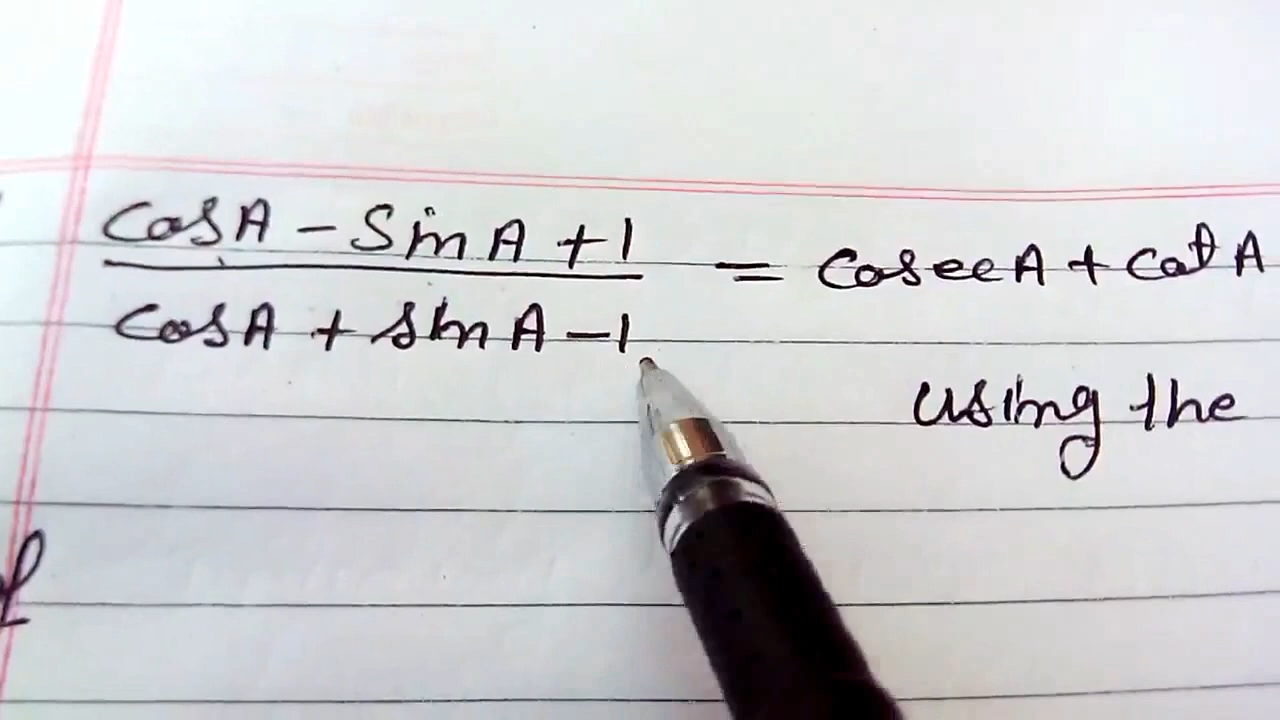 cosA - sinA + 1
cosA + sinA - 1
= cosecA + cotA
using the